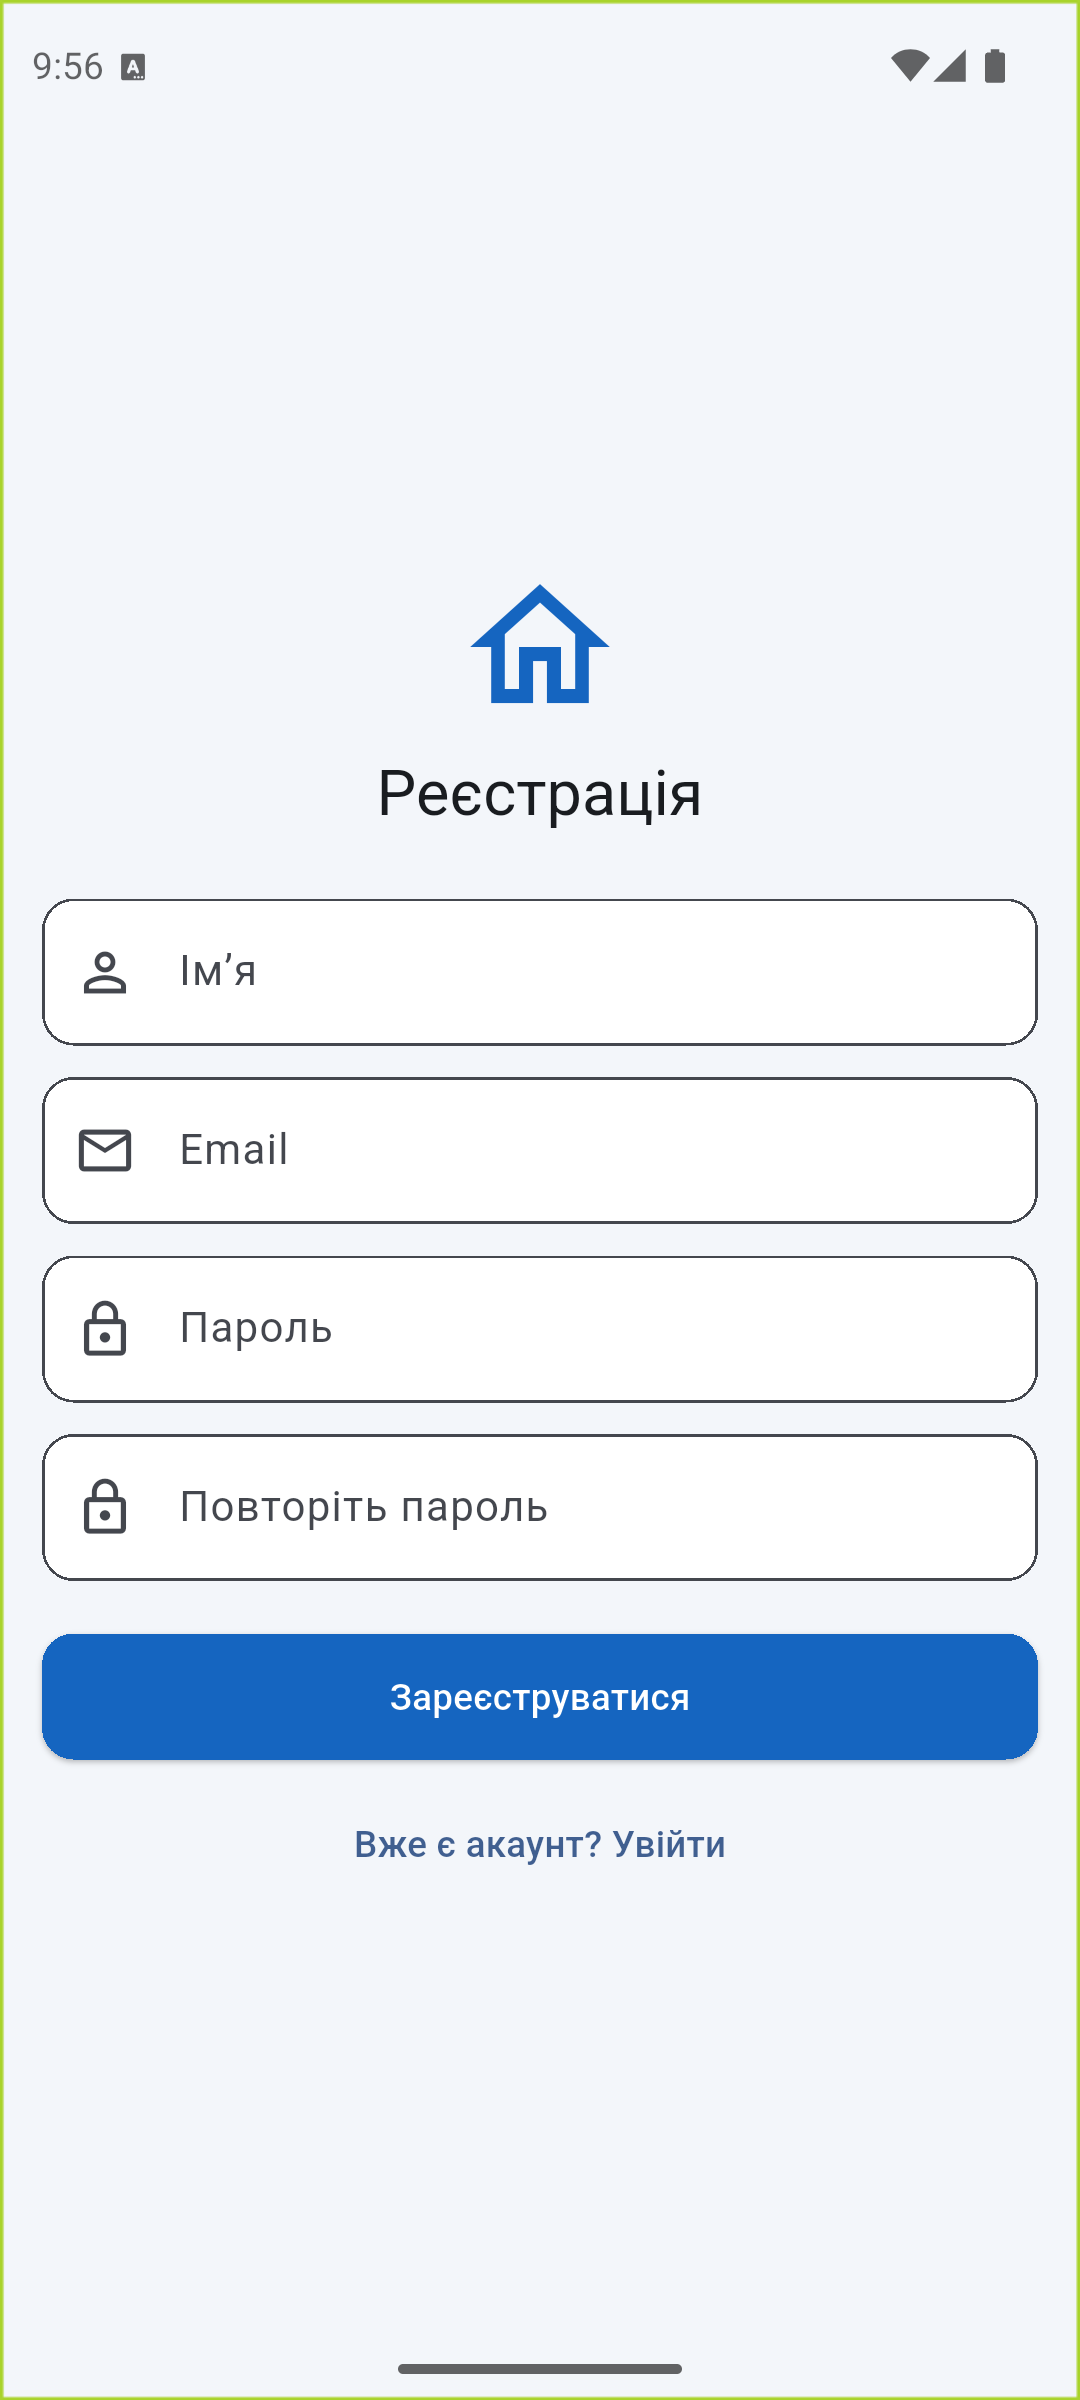 9:56
Реєстрація
Ім’я
Email
Пароль
Повторіть пароль
Зареєструватися
Вже є акаунт? Увійти